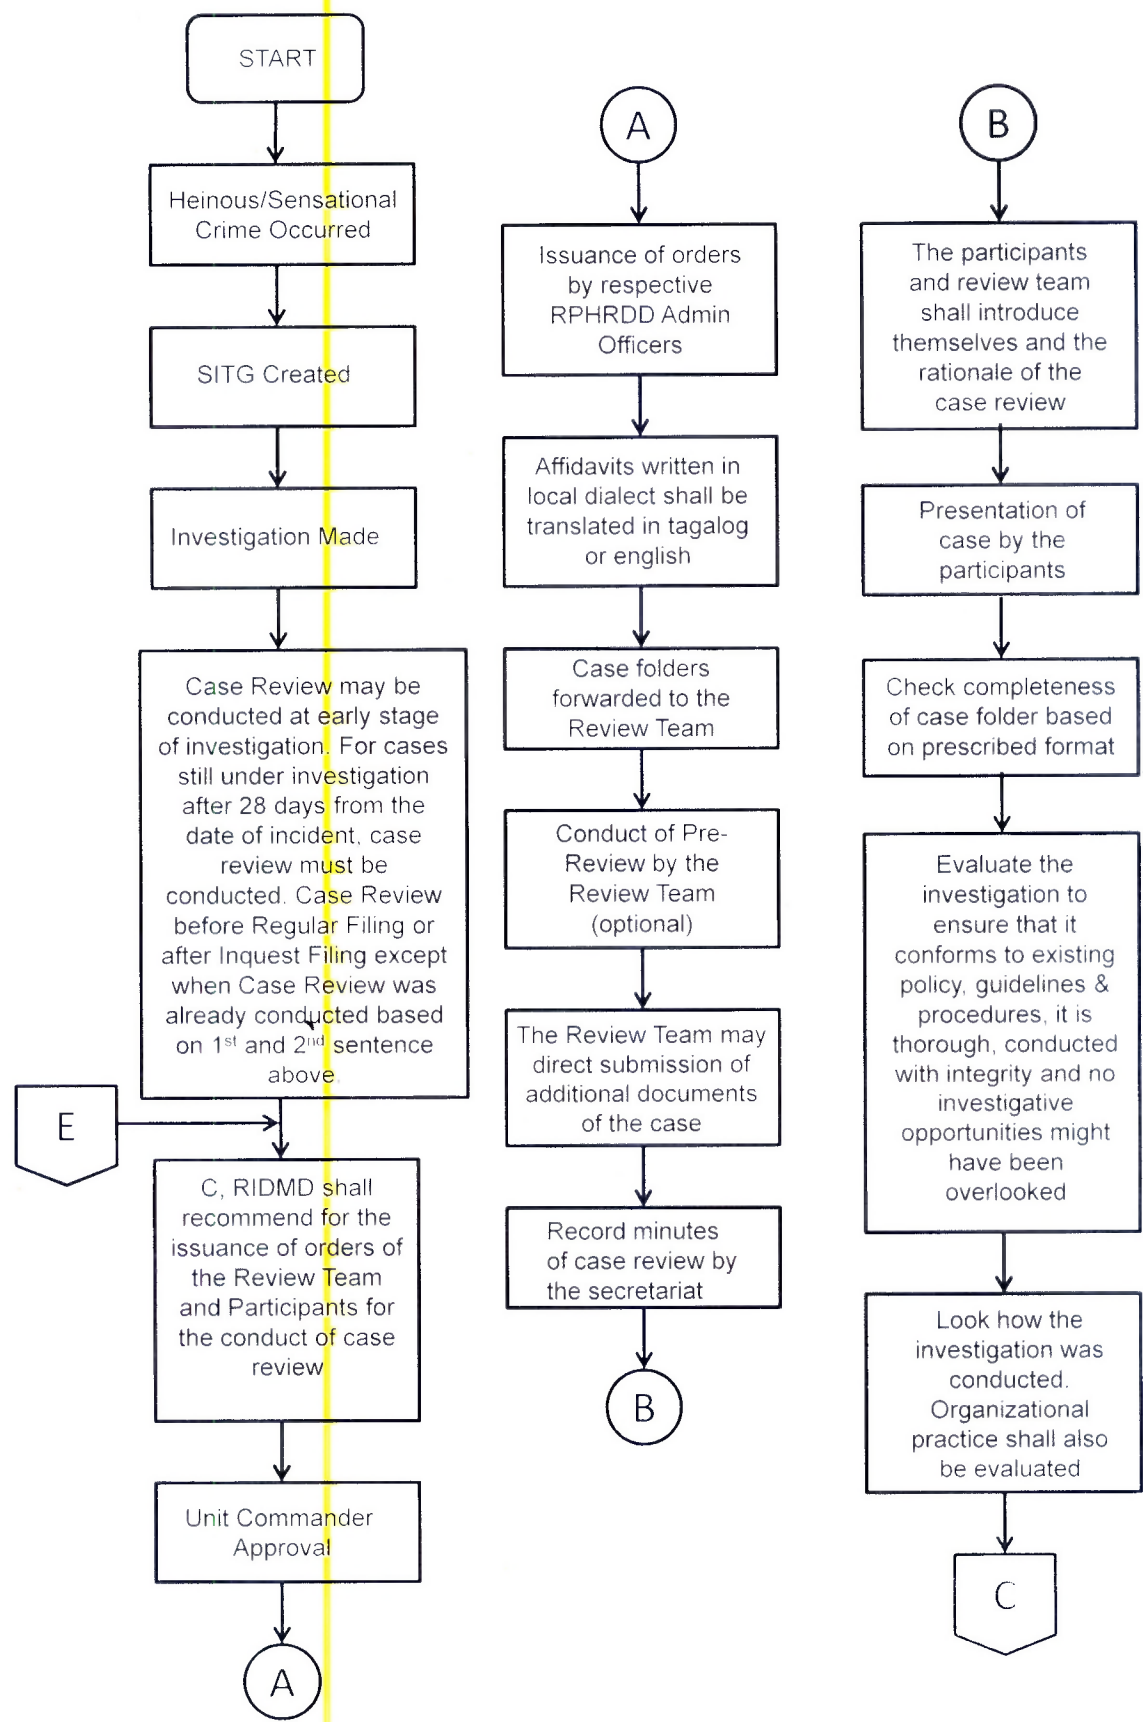 START
Heinous/Sensational
Crime Occurred
SITG Created
Investigation Made
Case Review may be
conducted at early stage
of investigation. For cases
still under investigation
after 28 days from the
date of incident, case
review must be
conducted. Case Review
before Regular Filing or
after Inquest Filing except
when Case Review was
already conducted based
on 1st and 2nd sentence
above.
E
C, RIDMD shall
recommend for the
issuance of orders of
the Review Team
and Participants for
the conduct of case
review
Unit Commander
Approval
A
A
Issuance of orders
by respective
RPHRDD Admin
Officers
Affidavits written in
local dialect shall be
translated in tagalog
or english
Case folders
forwarded to the
Review Team
Conduct of Pre-
Review by the
Review Team
(optional)
The Review Team may
direct submission of
additional documents
of the case
Record minutes
of case review by
the secretariat
B
B
The participants
and review team
shall introduce
themselves and the
rationale of the
case review
Presentation of
case by the
participants
Check completeness
of case folder based
on prescribed format
Evaluate the
investigation to
ensure that it
conforms to existing
policy, guidelines &
procedures, it is
thorough, conducted
with integrity and no
investigative
opportunities might
have been
overlooked
Look how the
investigation was
conducted.
Organizational
practice shall also
be evaluated
C